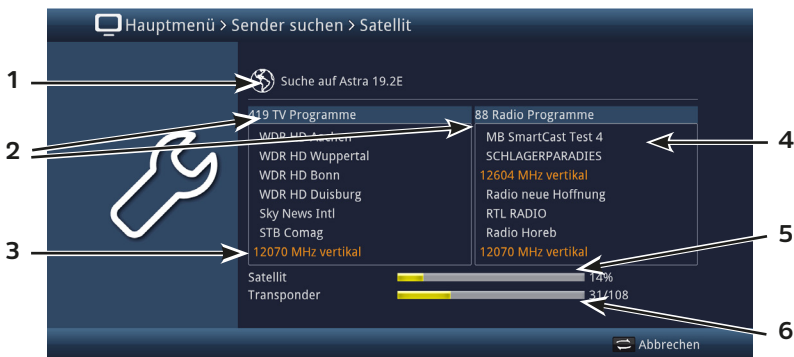 Hauptmenü > Sender suchen > Satellit
1
Suche auf Astra 19.2E
2
419 TV Programme
WDR HD Aachen
WDR HD Wuppertal
WDR HD Bonn
WDR HD Duisburg
Sky News Intl
STB Comag
3
12070 MHz vertikal
88 Radio Programme
MB SmartCast Test 4
4
SCHLAGERPARADIES
12604 MHz vertikal
Radio neue Hoffnung
RTL RADIO
Radio Horeb
12070 MHz vertikal
5
Satellit 14%
Transponder 31/108
6
Abbrechen